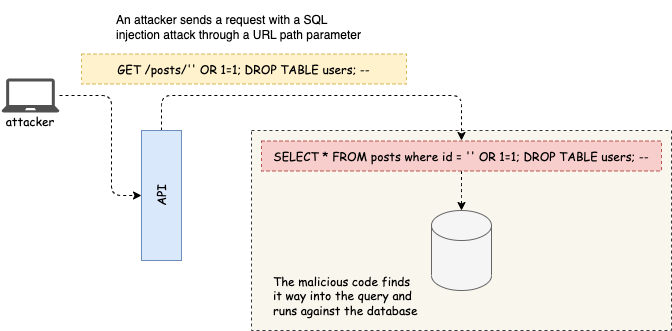 An attacker sends a request with a SQL
injection attack through a URL path parameter
GET /posts/'' OR 1=1; DROP TABLE users; --
attacker
API
SELECT * FROM posts where id = '' OR 1=1; DROP TABLE users; --
The malicious code finds
it way into the query and
runs against the database